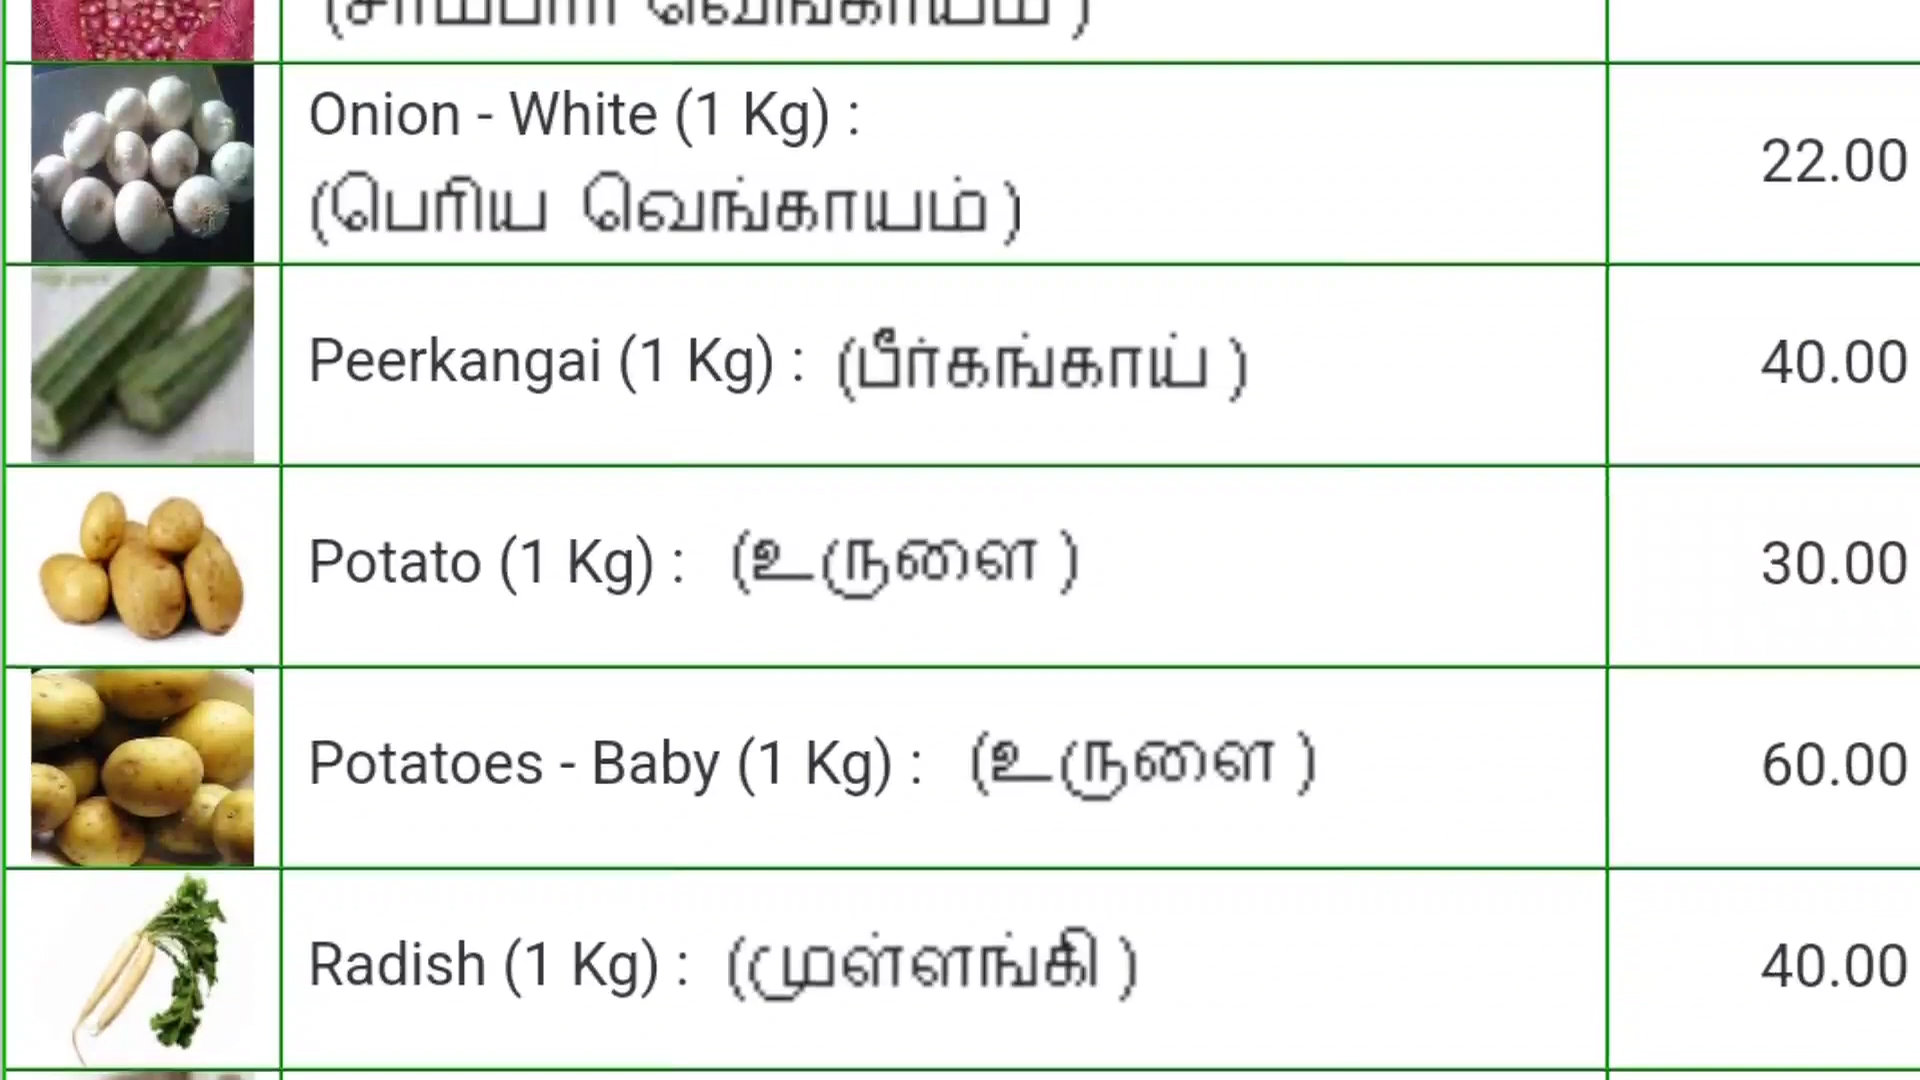 (சாம்பார் வெங்காயம் )
Onion - White (1 Kg) :
(பெரிய வெங்காயம் )
22.00
Peerkangai (1 Kg) : (பீர்கங்காய் )
40.00
Potato (1 Kg) : (உருளை )
30.00
Potatoes - Baby (1 Kg) : (உருளை )
60.00
Radish (1 Kg) : (முள்ளங்கி )
40.00